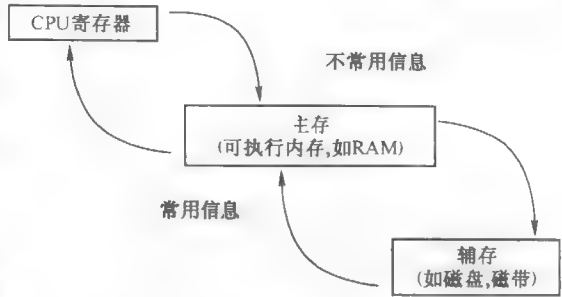 CPU寄存器
不常用信息
主存
(可执行内存,如RAM)
常用信息
辅存
(如磁盘,磁带)